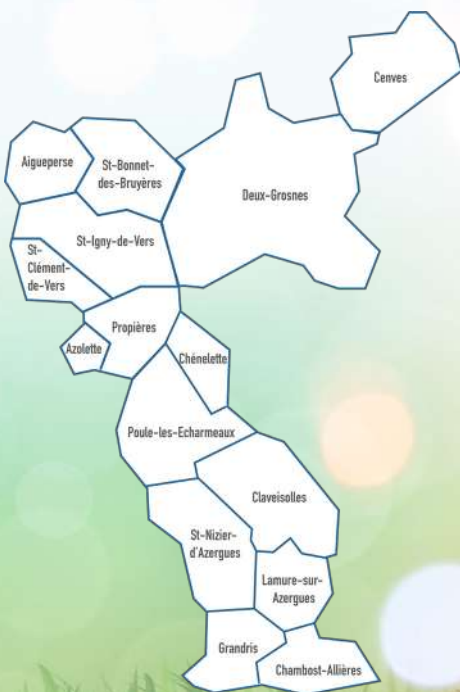 Cenves
Aigueperse
St-Bonnet-
des-Bruyères
Deux-Grosnes
St-Igny-de-Vers
St-
Clément-
de-Vers
Propières
Azolette
Chénelette
Poule-les-Echarmeaux
Claveisolles
St-Nizier-
d'Azergues
Lamure-sur-
Azergues
Grandris
Chambost-Allières